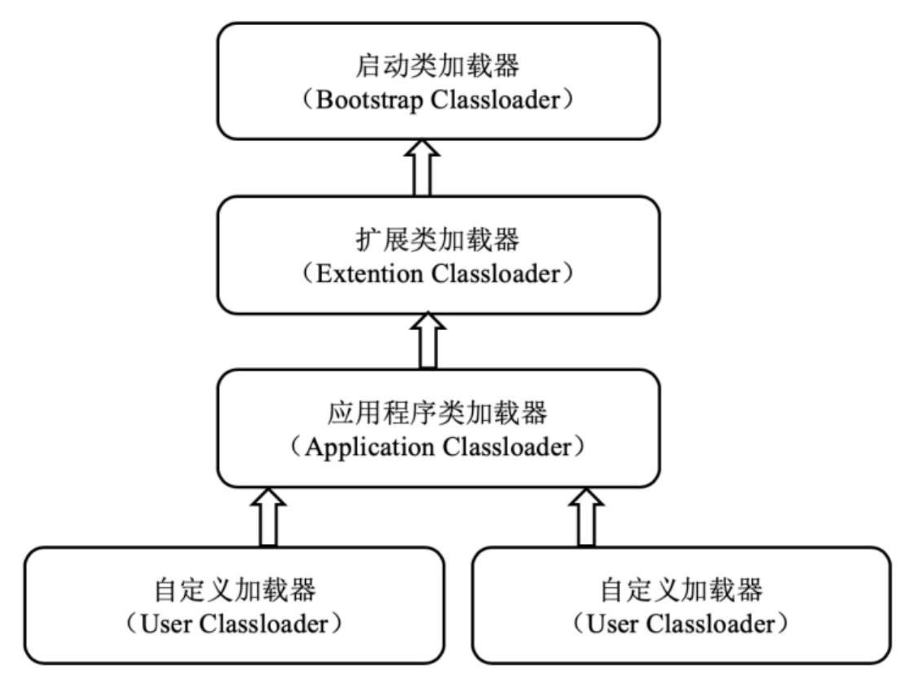 启动类加载器
（Bootstrap Classloader）
扩展类加载器
（Extention Classloader）
应用程序类加载器
（Application Classloader）
自定义加载器
（User Classloader）
自定义加载器
（User Classloader）